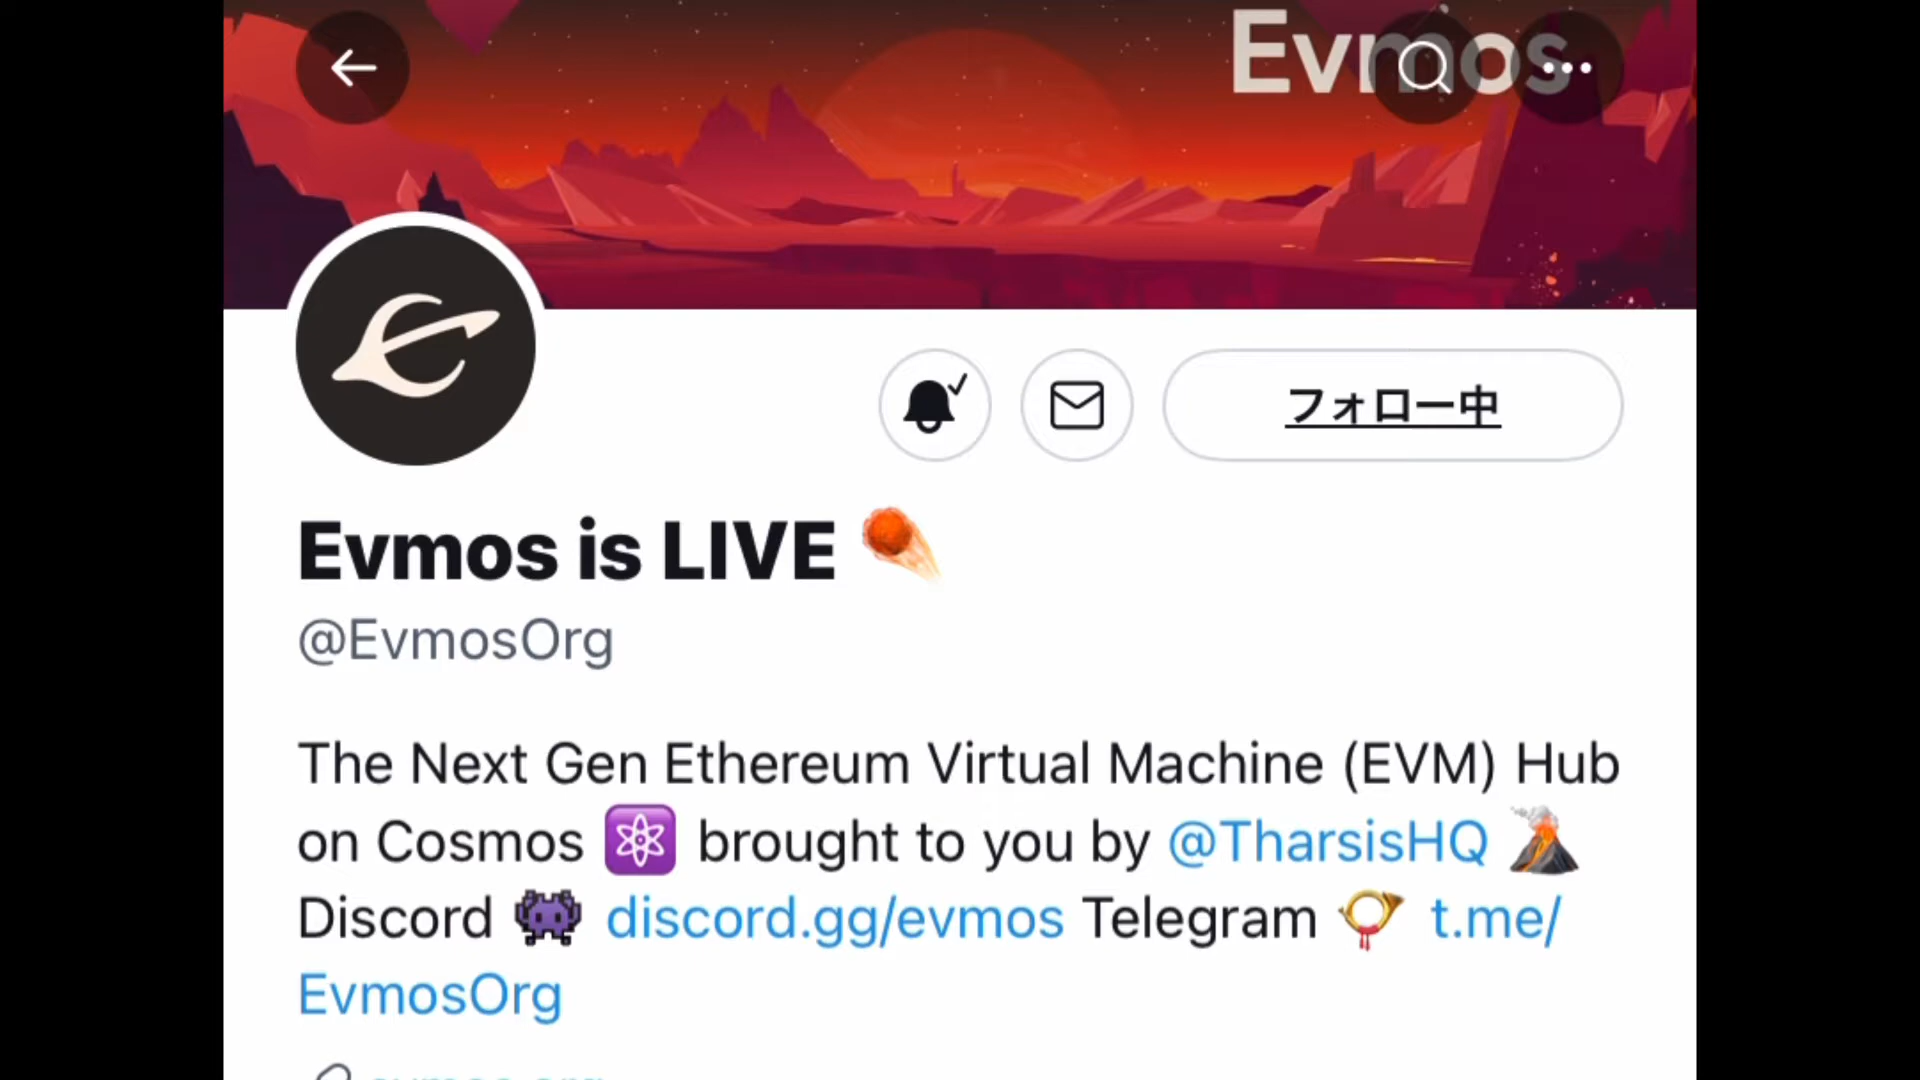 Evmos
フォロー中
Evmos is LIVE
@EvmosOrg
The Next Gen Ethereum Virtual Machine (EVM) Hub
on Cosmos brought to you by @TharsisHQ
Discord discord.gg/evmos Telegram t.me/
EvmosOrg